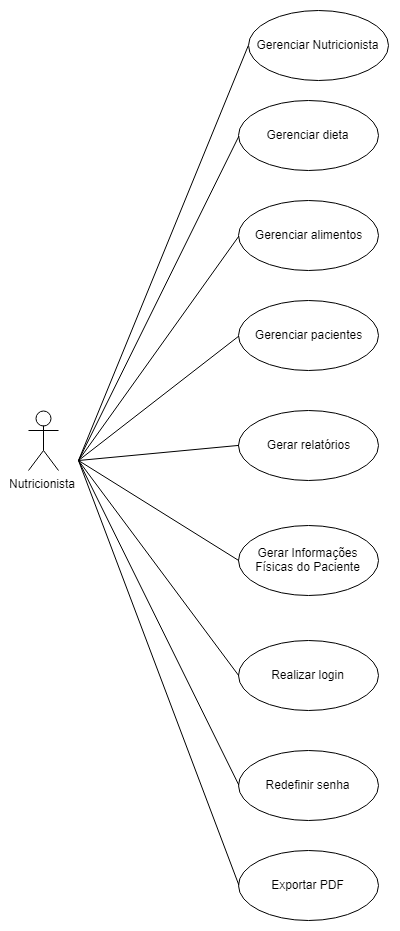 Gerenciar Nutricionista
Gerenciar dieta
Gerenciar alimentos
Gerenciar pacientes
Gerar relatórios
Nutricionista
Gerar Informações
Físicas do Paciente
Realizar login
Redefinir senha
Exportar PDF